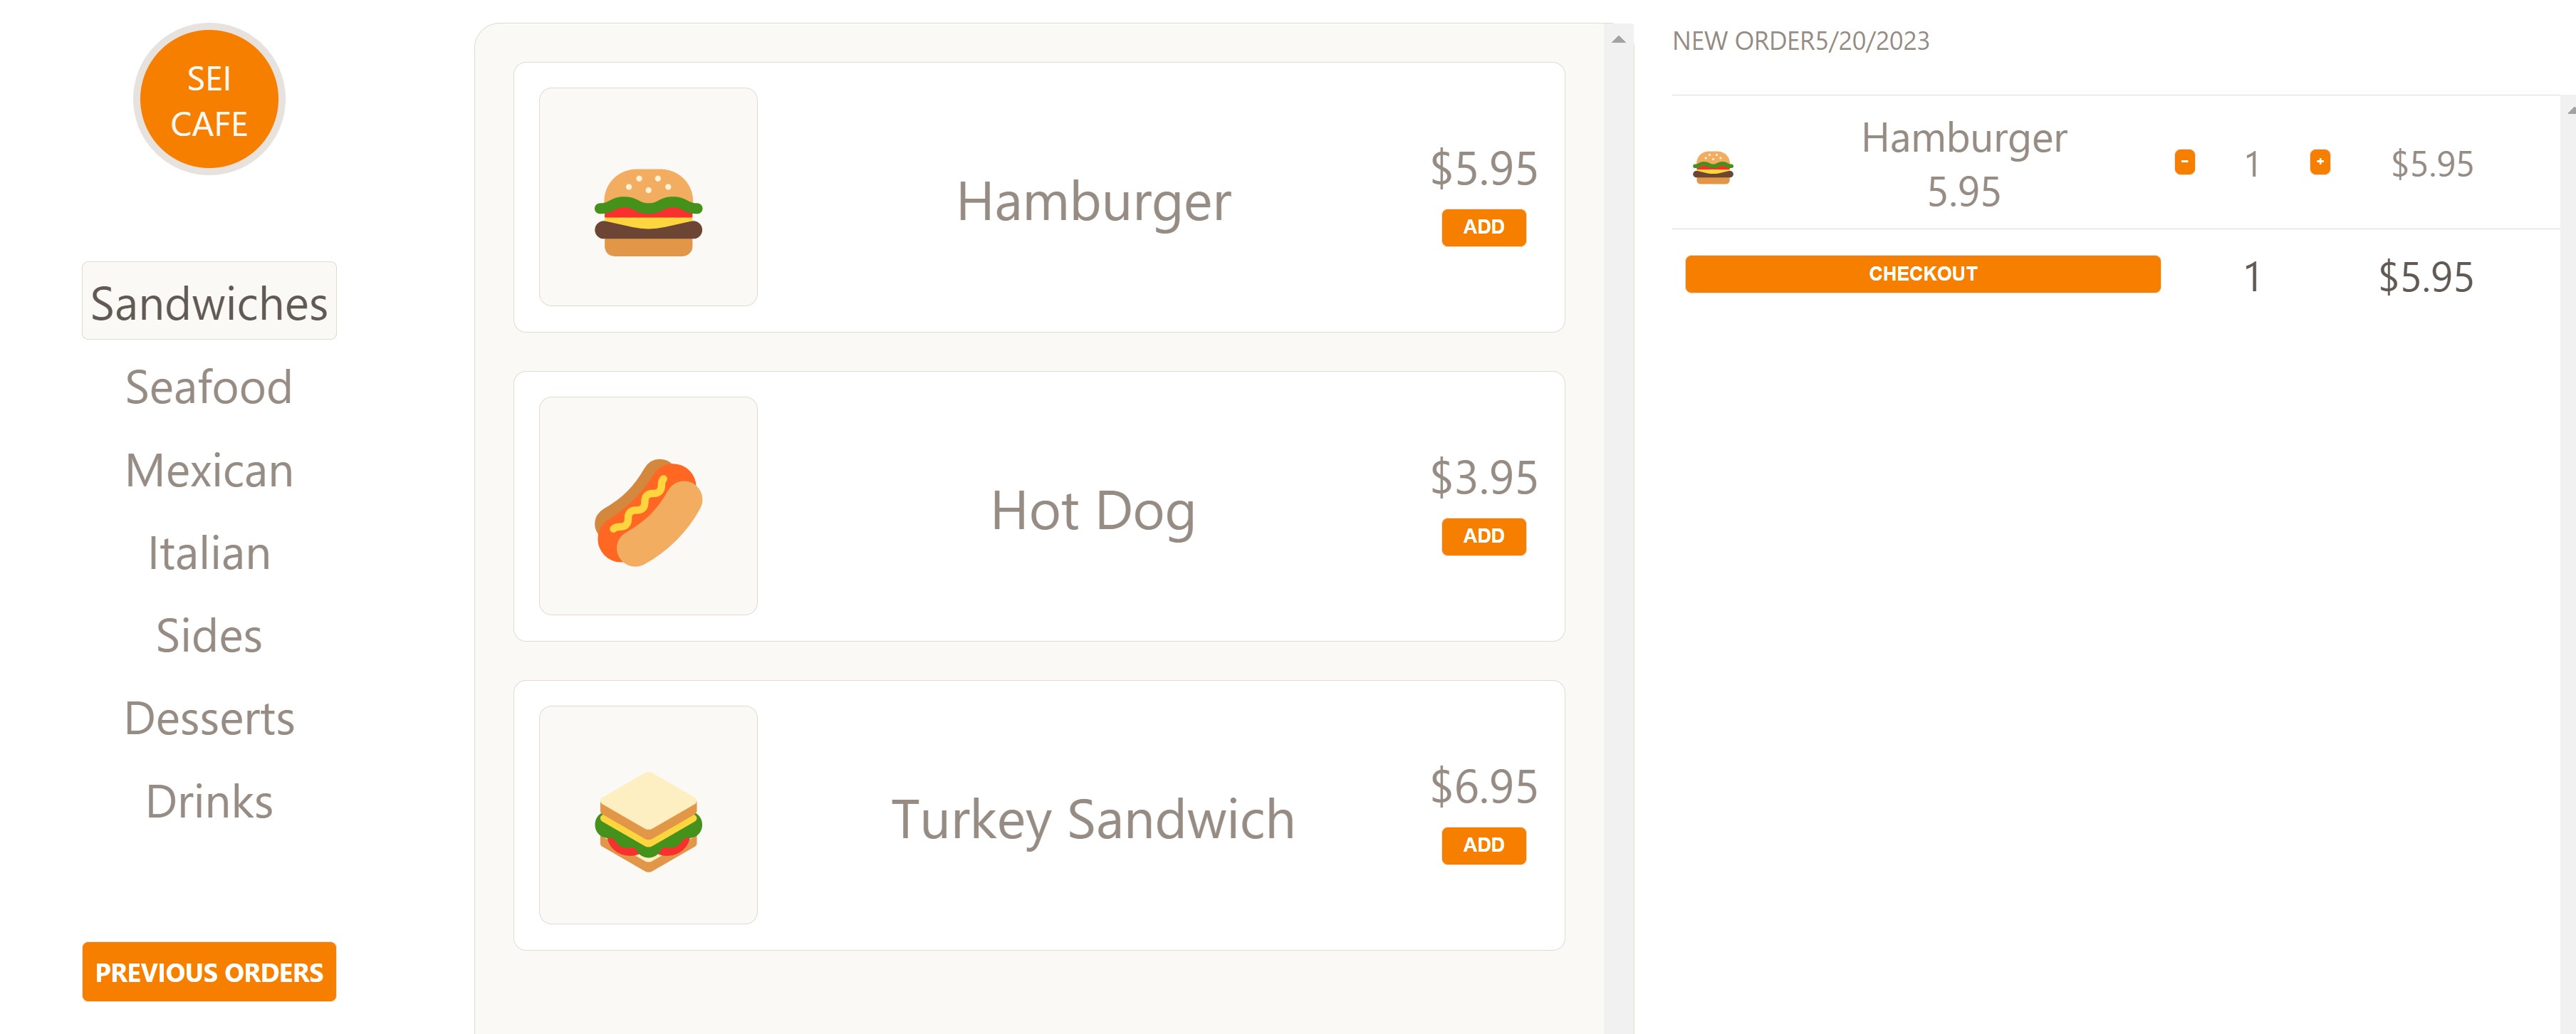 SEI
CAFE
Sandwiches
Seafood
Mexican
Italian
Sides
Desserts
Drinks
PREVIOUS ORDERS
Hamburger
$5.95
ADD
Hot Dog
$3.95
ADD
Turkey Sandwich
$6.95
ADD
NEW ORDER5/20/2023
Hamburger
5.95
- 1 + $5.95
CHECKOUT 1 $5.95